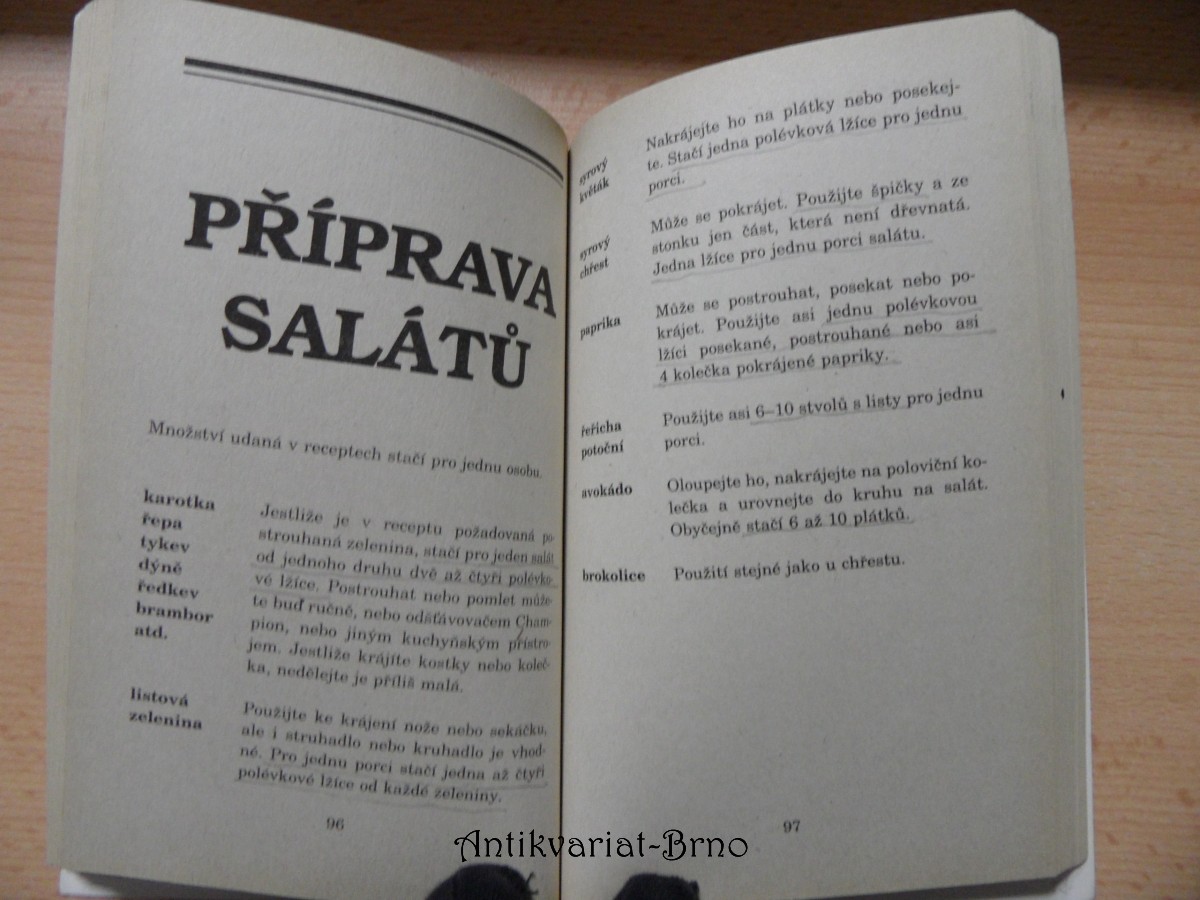 PŘÍPRAVA
SALÁTŮ
Množství udaná v receptech stačí pro jednu osobu.
karotka
řepa
tykev
dýně
ředkev
brambor
atd.
Jestliže je v receptu požadovaná po-
strouhaná zelenina, stačí pro jeden salát
od jednoho druhu dvě až čtyři polévko-
vé lžíce. Postrouhat nebo pomlet může-
te buď ručně, nebo odšťavovačem Cham-
pion, nebo jiným kuchyňským přístro-
jem. Jestliže krájíte kostky nebo koleč-
ka, nedělejte je příliš malá.
listová
zelenina
Použijte ke krájení nože nebo sekáčku,
ale i struhadlo nebo kruhadlo je vhod-
né. Pro jednu porci stačí jedna až čtyři
polévkové lžíce od každé zeleniny.
96
syrový
květák
Nakrájejte ho na plátky nebo posekej-
te. Stačí jedna polévková lžíce pro jednu
porci.
syrový
chřest
Může se pokrájet. Použijte špičky a ze
stonku jen část, která není dřevnatá.
Jedna lžíce pro jednu porci salátu.
paprika
Může se postrouhat, posekat nebo po-
krájet. Použijte asi jednu polévkovou
lžíci posekané, postrouhané nebo asi
4 kolečka pokrájené papriky.
řeřicha
potoční
Použijte asi 6–10 stvolů s listy pro jednu
porci.
avokádo
Oloupejte ho, nakrájejte na poloviční ko-
lečka a urovnejte do kruhu na salát.
Obyčejně stačí 6 až 10 plátků.
brokolice
Použití stejné jako u chřestu.
97
Antikvariat-Brno